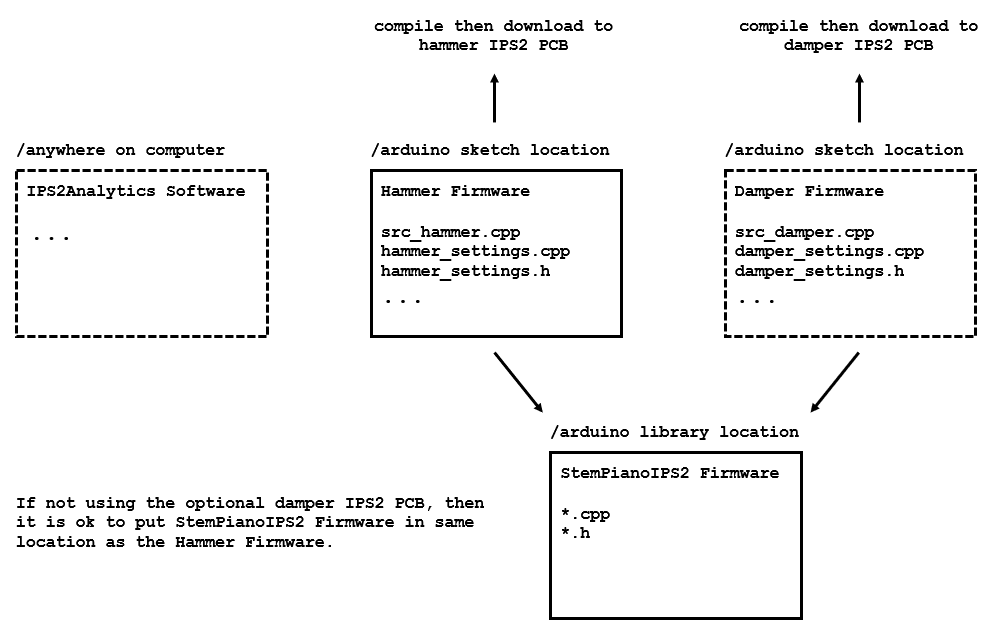 compile then download to
hammer IPS2 PCB
compile then download to
damper IPS2 PCB
/anywhere on computer
IPS2Analytics Software
...
/arduino sketch location
Hammer Firmware
src_hammer.cpp
hammer_settings.cpp
hammer_settings.h
...
/arduino sketch location
Damper Firmware
src_damper.cpp
damper_settings.cpp
damper_settings.h
...
/arduino library location
StemPianoIPS2 Firmware
*.cpp
*.h
If not using the optional damper IPS2 PCB, then
it is ok to put StemPianoIPS2 Firmware in same
location as the Hammer Firmware.